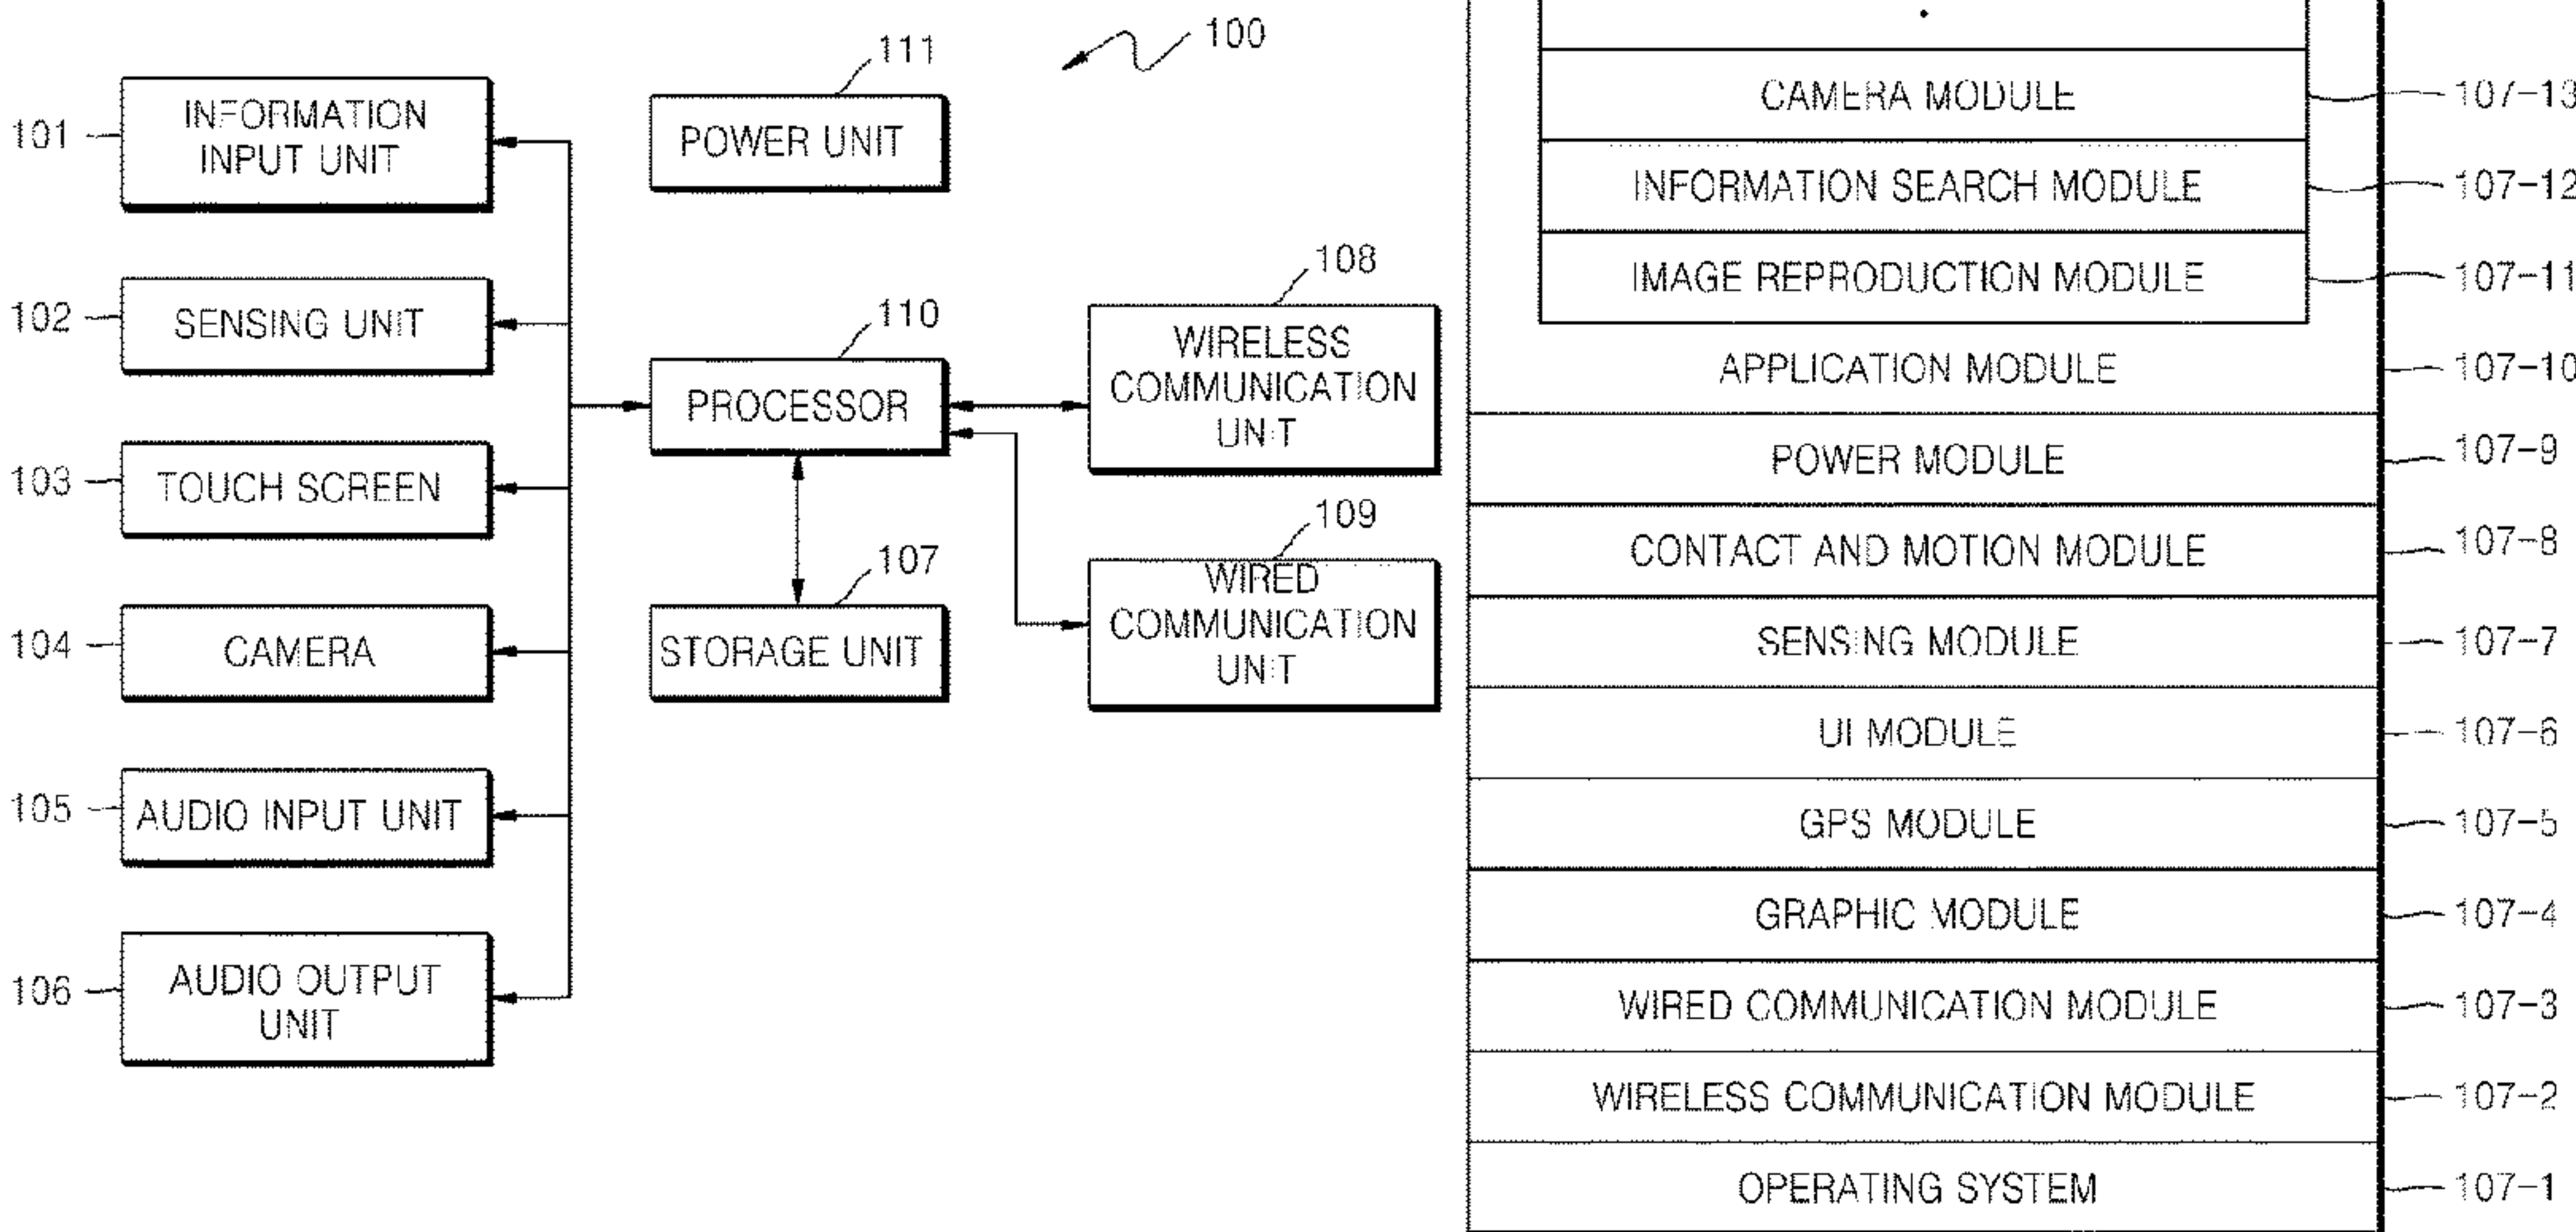 100
111
POWER UNIT
101
INFORMATION
INPUT UNIT
102
SENSING UNIT
103
TOUCH SCREEN
104
CAMERA
105
AUDIO INPUT UNIT
106
AUDIO OUTPUT
UNIT
110
PROCESSOR
107
STORAGE UNIT
108
WIRELESS
COMMUNICATION
UNIT
109
WIRED
COMMUNICATION
UNIT
CAMERA MODULE 107-13
INFORMATION SEARCH MODULE 107-12
IMAGE REPRODUCTION MODULE 107-11
APPLICATION MODULE 107-10
POWER MODULE 107-9
CONTACT AND MOTION MODULE 107-8
SENSING MODULE 107-7
UI MODULE 107-6
GPS MODULE 107-5
GRAPHIC MODULE 107-4
WIRED COMMUNICATION MODULE 107-3
WIRELESS COMMUNICATION MODULE 107-2
OPERATING SYSTEM 107-1